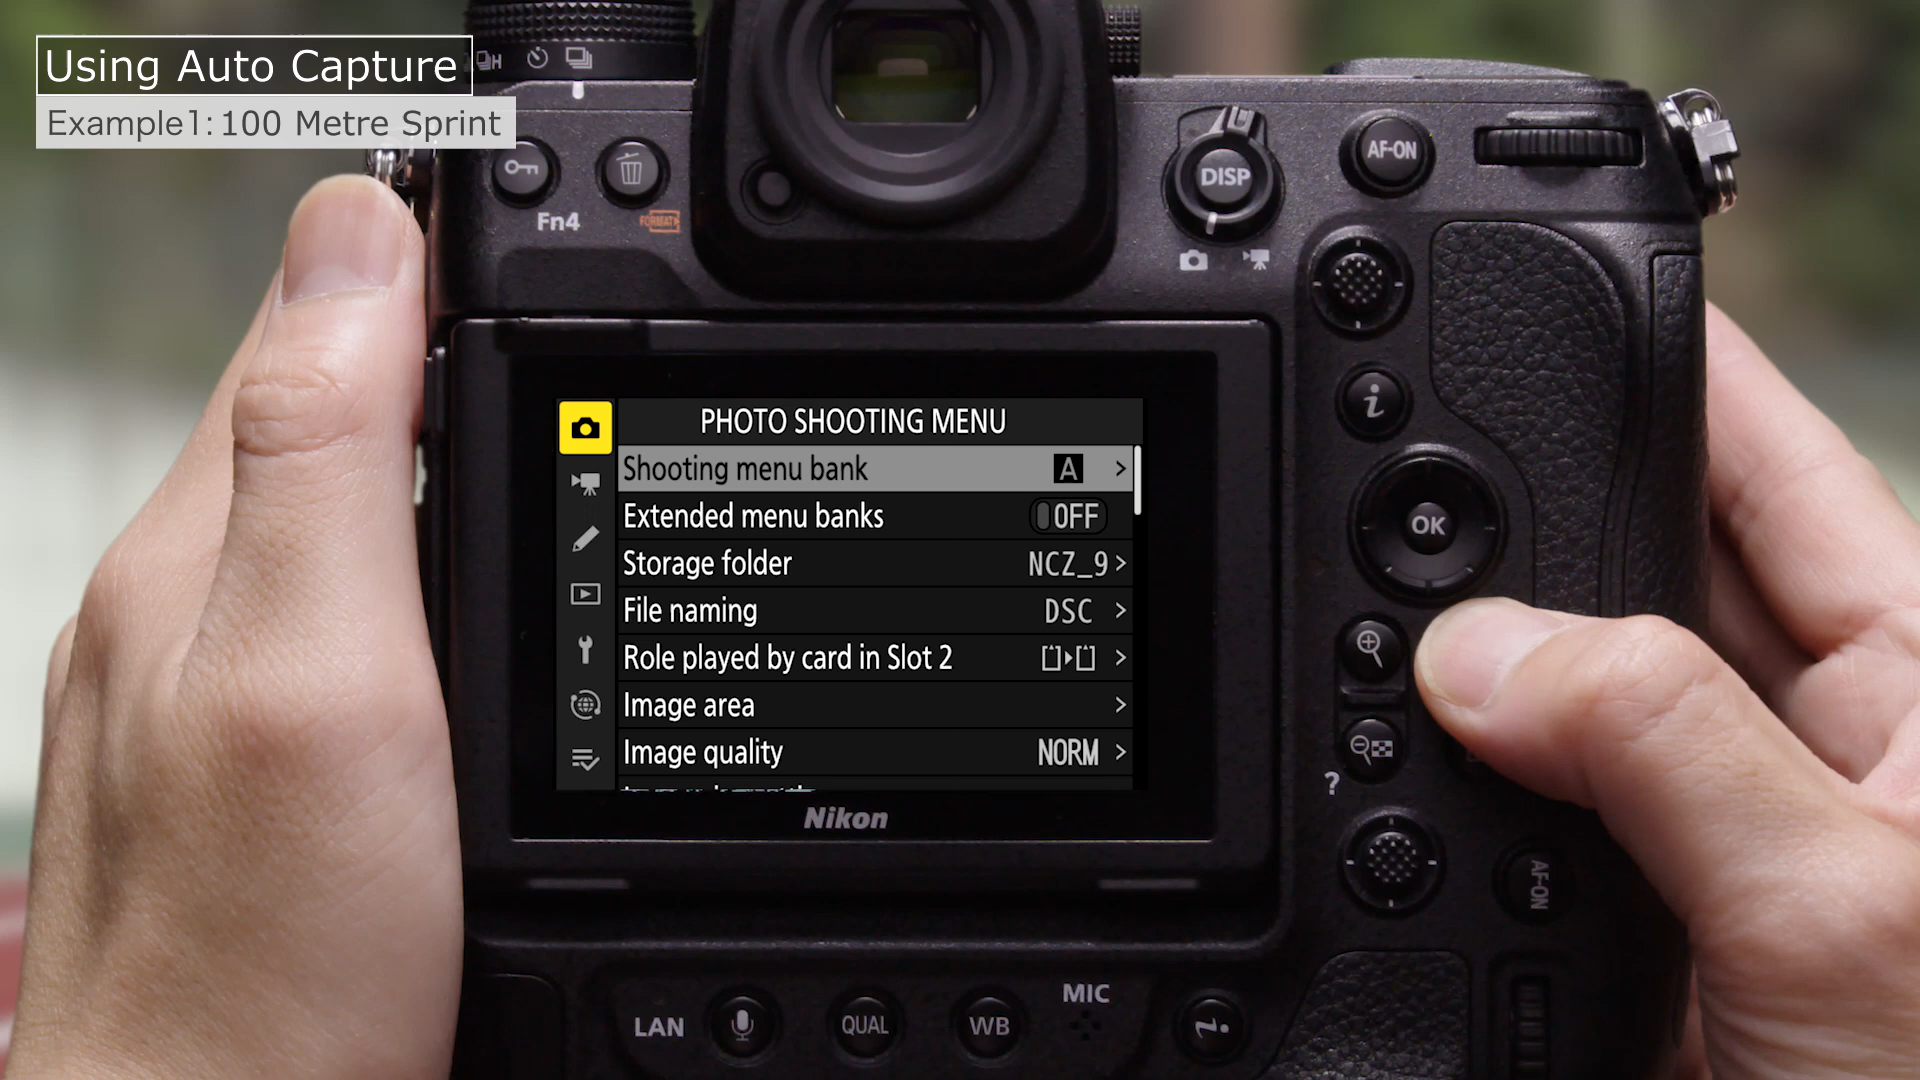 Using Auto Capture
Example1: 100 Metre Sprint
H
Fn4
FORMAT
DISP
AF-ON
PHOTO SHOOTING MENU
Shooting menu bank A
Extended menu banks OFF
Storage folder NCZ_9
File naming DSC
Role played by card in Slot 2
Image area
Image quality NORM
i
OK
?
Nikon
AF-ON
MIC
LAN QUAL WB i